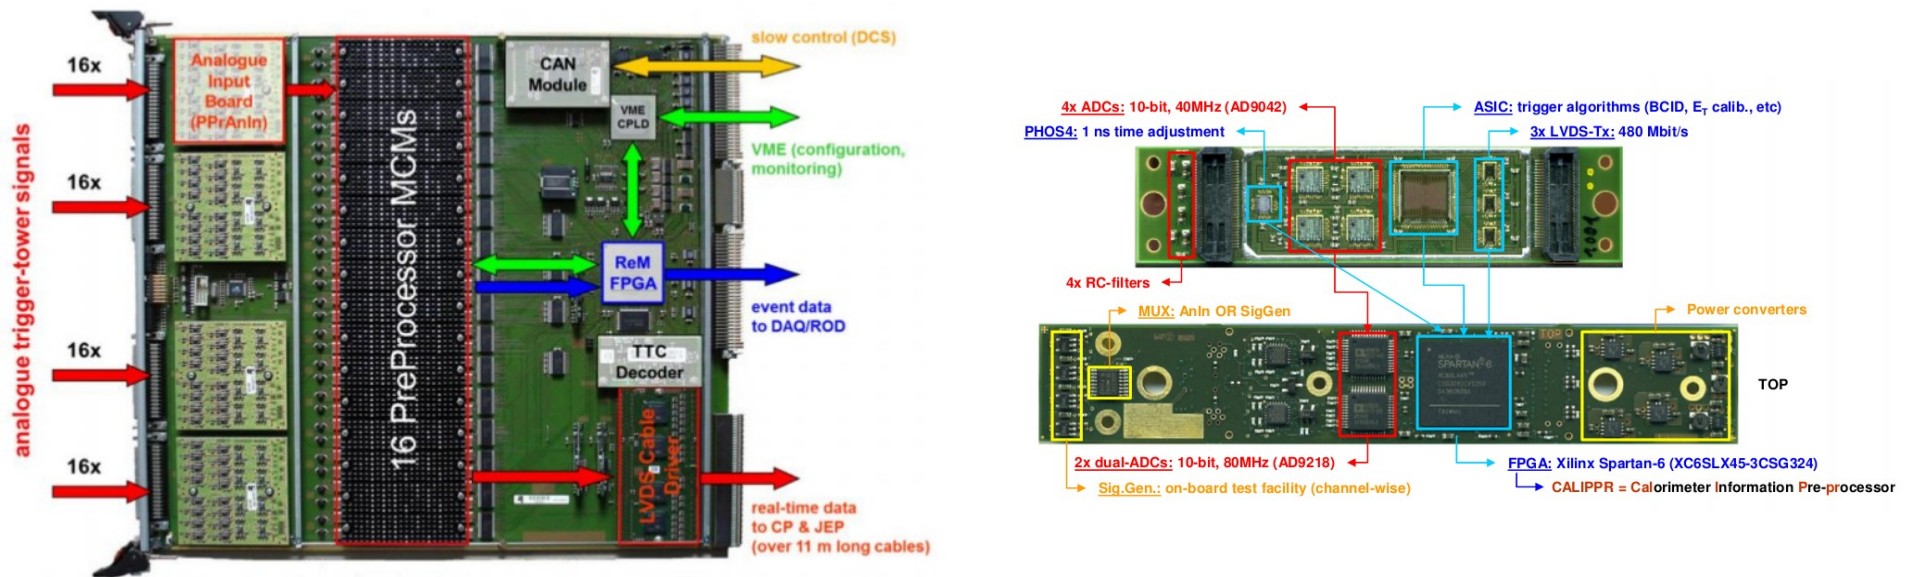 analogue trigger-tower signals
16x
16x
16x
16x
Analogue
Input
Board
(PPrAnIn)
16 PreProcessor MCMs
CAN
Module
VME
CPLD
ReM
FPGA
TTC
Decoder
LVDS Cable
Driver
slow control (DCS)
VME (configuration,
monitoring)
event data
to DAQ/ROD
real-time data
to CP & JEP
(over 11 m long cables)
4x ADCs: 10-bit, 40MHz (AD9042)
PHOS4: 1 ns time adjustment
ASIC: trigger algorithms (BCID, ET calib., etc)
3x LVDS-Tx: 480 Mbit/s
4x RC-filters
MUX: AnIn OR SigGen
Power converters
TOP
SPARTAN-6
TOP
2x dual-ADCs: 10-bit, 80MHz (AD9218)
Sig.Gen.: on-board test facility (channel-wise)
FPGA: Xilinx Spartan-6 (XC6SLX45-3CSG324)
CALIPPR = Calorimeter Information Pre-processor